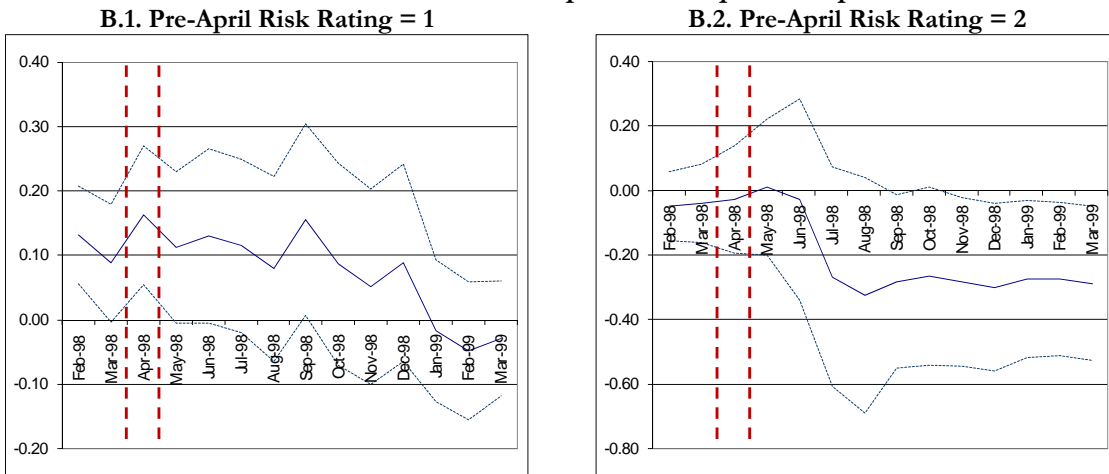 B.1. Pre-April Risk Rating = 1
0.40
0.30
0.20
0.10
0.00
-0.10
-0.20
Feb-98
Mar-98
Apr-98
May-98
Jun-98
Jul-98
Aug-98
Sep-98
Oct-98
Nov-98
Dec-98
Jan-99
Feb-99
Mar-99
B.2. Pre-April Risk Rating = 2
0.40
0.20
0.00
-0.20
-0.40
-0.60
-0.80
Feb-98
Mar-98
Apr-98
May-98
Jun-98
Jul-98
Aug-98
Sep-98
Oct-98
Nov-98
Dec-98
Jan-99
Feb-99
Mar-99